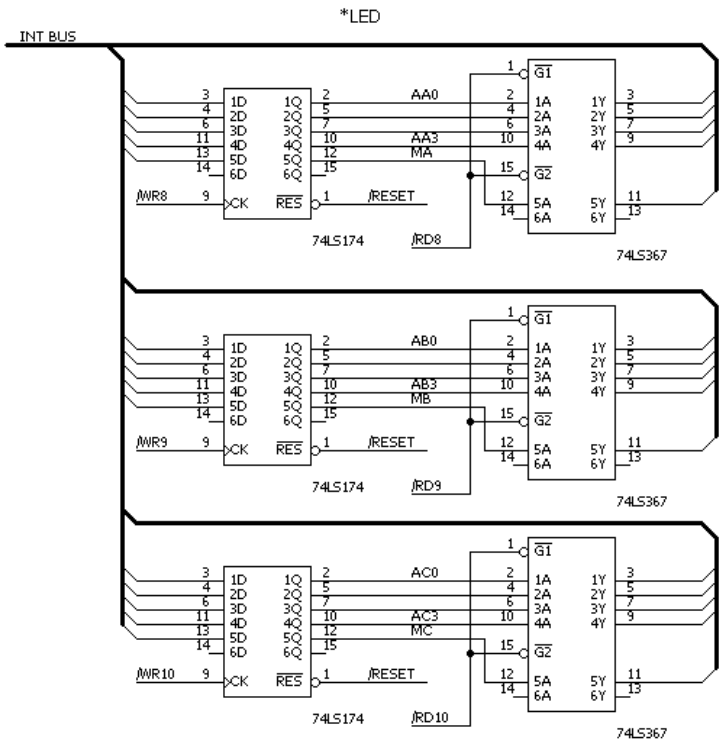 *LED
INT BUS
1 G1
3 1D 1Q 2 AA0 2 1A 1Y 3
4 2D 2Q 5 4 2A 2Y 5
6 3D 3Q 7 6 3A 3Y 7
11 4D 4Q 10 AA3 10 4A 4Y 9
13 5D 5Q 12 MA
14 6D 6Q 15 15 G2
/WR8 9 CK RES 1 /RESET 12 5A 5Y 11
14 6A 6Y 13
74LS174 /RD8
74LS367
1 G1
3 1D 1Q 2 AB0 2 1A 1Y 3
4 2D 2Q 5 4 2A 2Y 5
6 3D 3Q 7 6 3A 3Y 7
11 4D 4Q 10 AB3 10 4A 4Y 9
13 5D 5Q 12 MB
14 6D 6Q 15 15 G2
/WR9 9 CK RES 1 /RESET 12 5A 5Y 11
14 6A 6Y 13
74LS174 /RD9
74LS367
1 G1
3 1D 1Q 2 AC0 2 1A 1Y 3
4 2D 2Q 5 4 2A 2Y 5
6 3D 3Q 7 6 3A 3Y 7
11 4D 4Q 10 AC3 10 4A 4Y 9
13 5D 5Q 12 MC
14 6D 6Q 15 15 G2
/WR10 9 CK RES 1 /RESET 12 5A 5Y 11
14 6A 6Y 13
74LS174 /RD10
74LS367